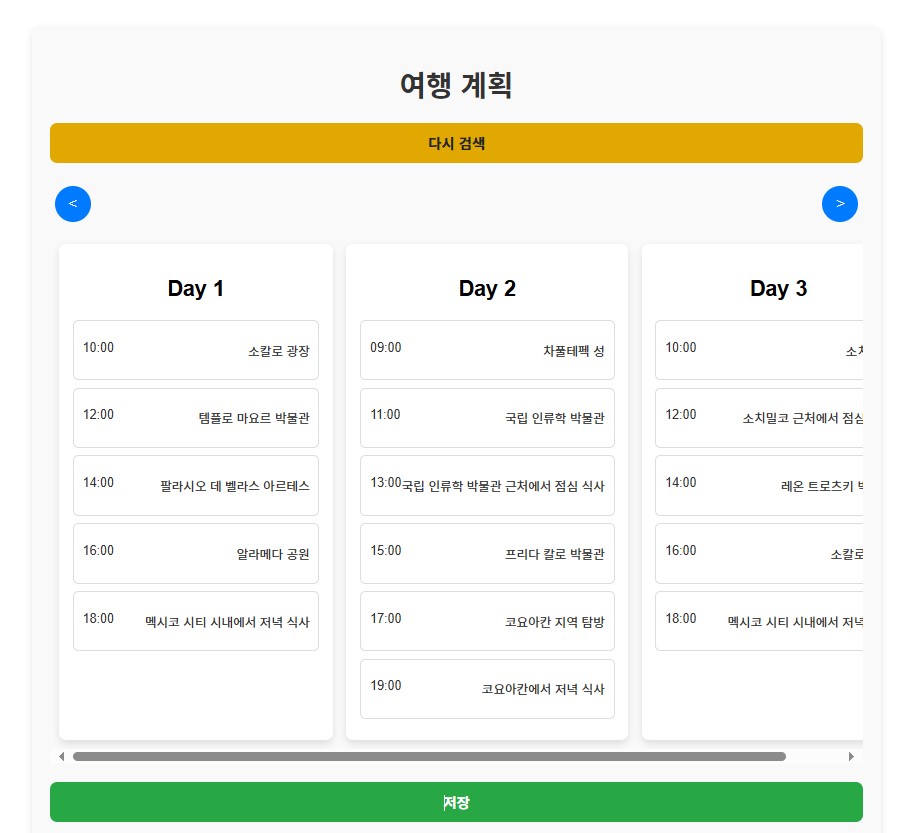 여행 계획
다시 검색
<
>
Day 1
10:00 소칼로 광장
12:00 템플로 마요르 박물관
14:00 팔라시오 데 벨라스 아르테스
16:00 알라메다 공원
18:00 멕시코 시티 시내에서 저녁 식사
Day 2
09:00 차풀테펙 성
11:00 국립 인류학 박물관
13:00 국립 인류학 박물관 근처에서 점심 식사
15:00 프리다 칼로 박물관
17:00 코요아칸 지역 탐방
19:00 코요아칸에서 저녁 식사
Day 3
10:00
12:00 소치밀코 근처에서 점심
14:00 레온 트로츠키
16:00 소칼로
18:00 멕시코 시티 시내에서 저녁
저장